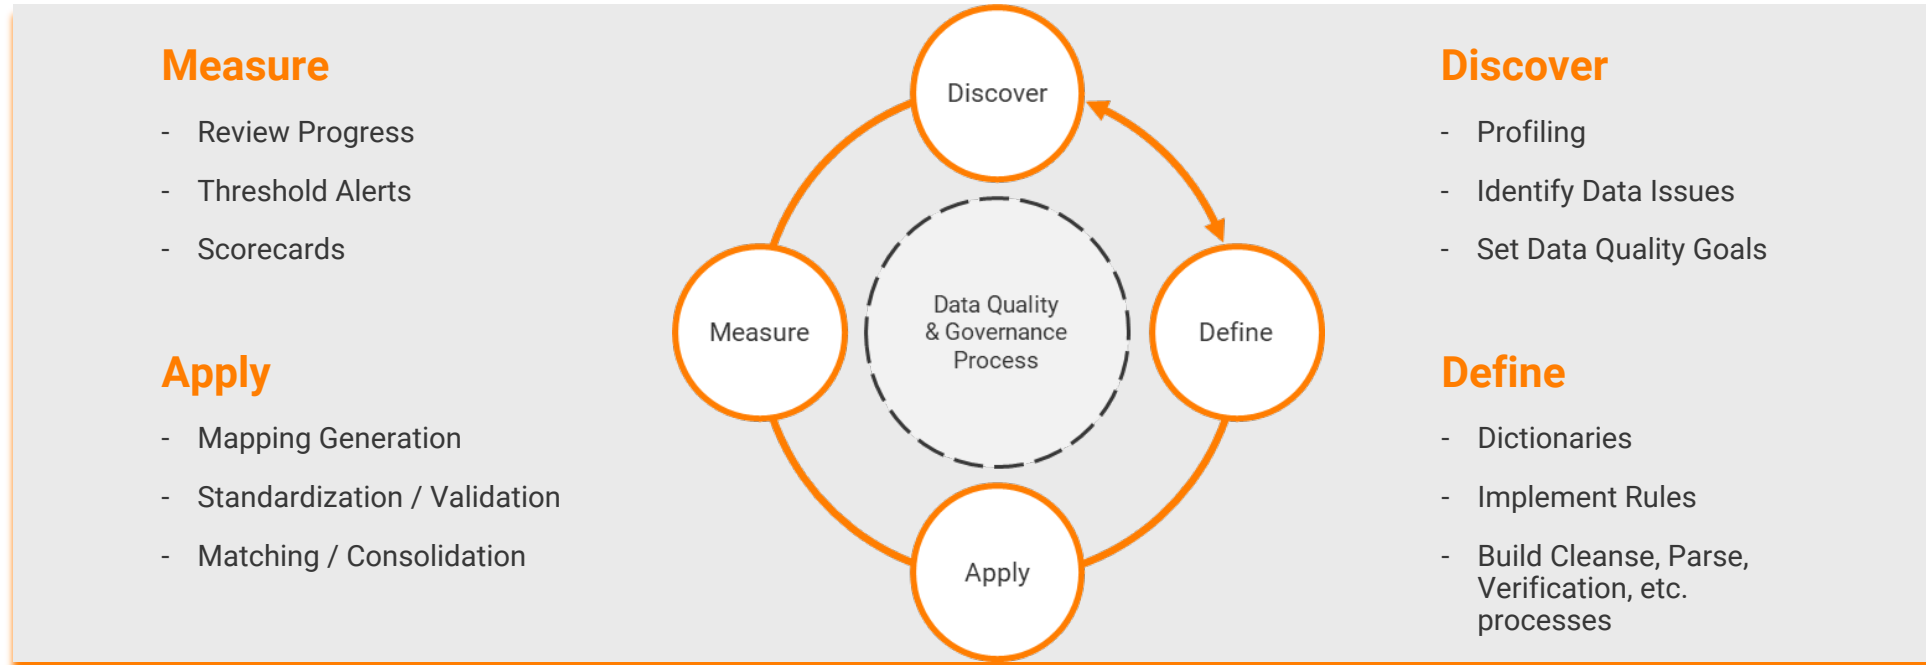 Measure
- Review Progress
- Threshold Alerts
- Scorecards
Apply
- Mapping Generation
- Standardization / Validation
- Matching / Consolidation
Discover
Measure
Data Quality
& Governance
Process
Define
Apply
Discover
- Profiling
- Identify Data Issues
- Set Data Quality Goals
Define
- Dictionaries
- Implement Rules
- Build Cleanse, Parse,
Verification, etc.
processes